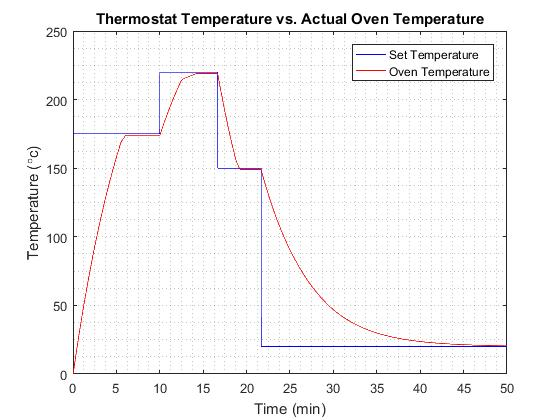 Thermostat Temperature vs. Actual Oven Temperature
250
Set Temperature
Oven Temperature
200
150
100
50
0
Temperature (°c)
0 5 10 15 20 25 30 35 40 45 50
Time (min)